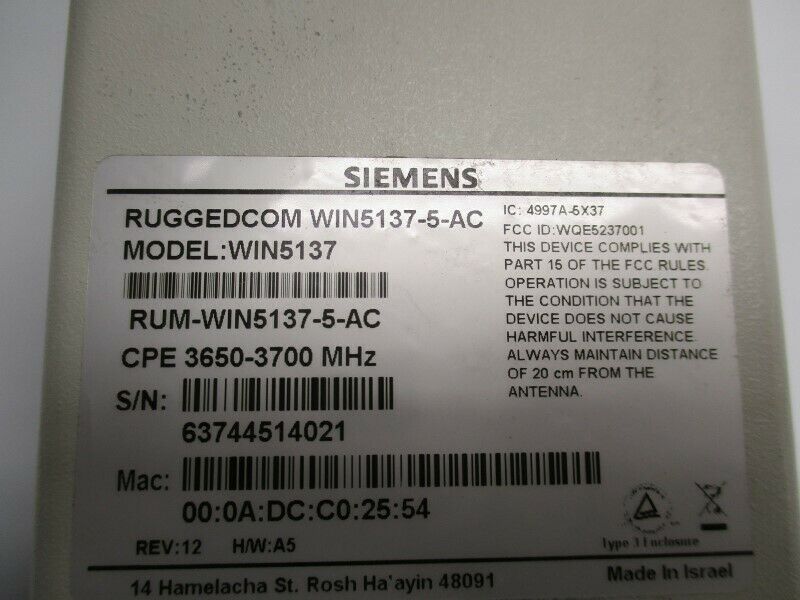 SIEMENS
RUGGEDCOM WIN5137-5-AC
MODEL:WIN5137
RUM-WIN5137-5-AC
CPE 3650-3700 MHz
S/N:
63744514021
Mac:
00:0A:DC:C0:25:54
REV:12 H/W:A5
IC: 4997A-5X37
FCC ID:WQE5237001
THIS DEVICE COMPLIES WITH
PART 15 OF THE FCC RULES.
OPERATION IS SUBJECT TO
THE CONDITION THAT THE
DEVICE DOES NOT CAUSE
HARMFUL INTERFERENCE.
ALWAYS MAINTAIN DISTANCE
OF 20 cm FROM THE
ANTENNA.
Type 3 Enclosure
14 Hamelacha St. Rosh Ha'ayin 48091
Made In Israel